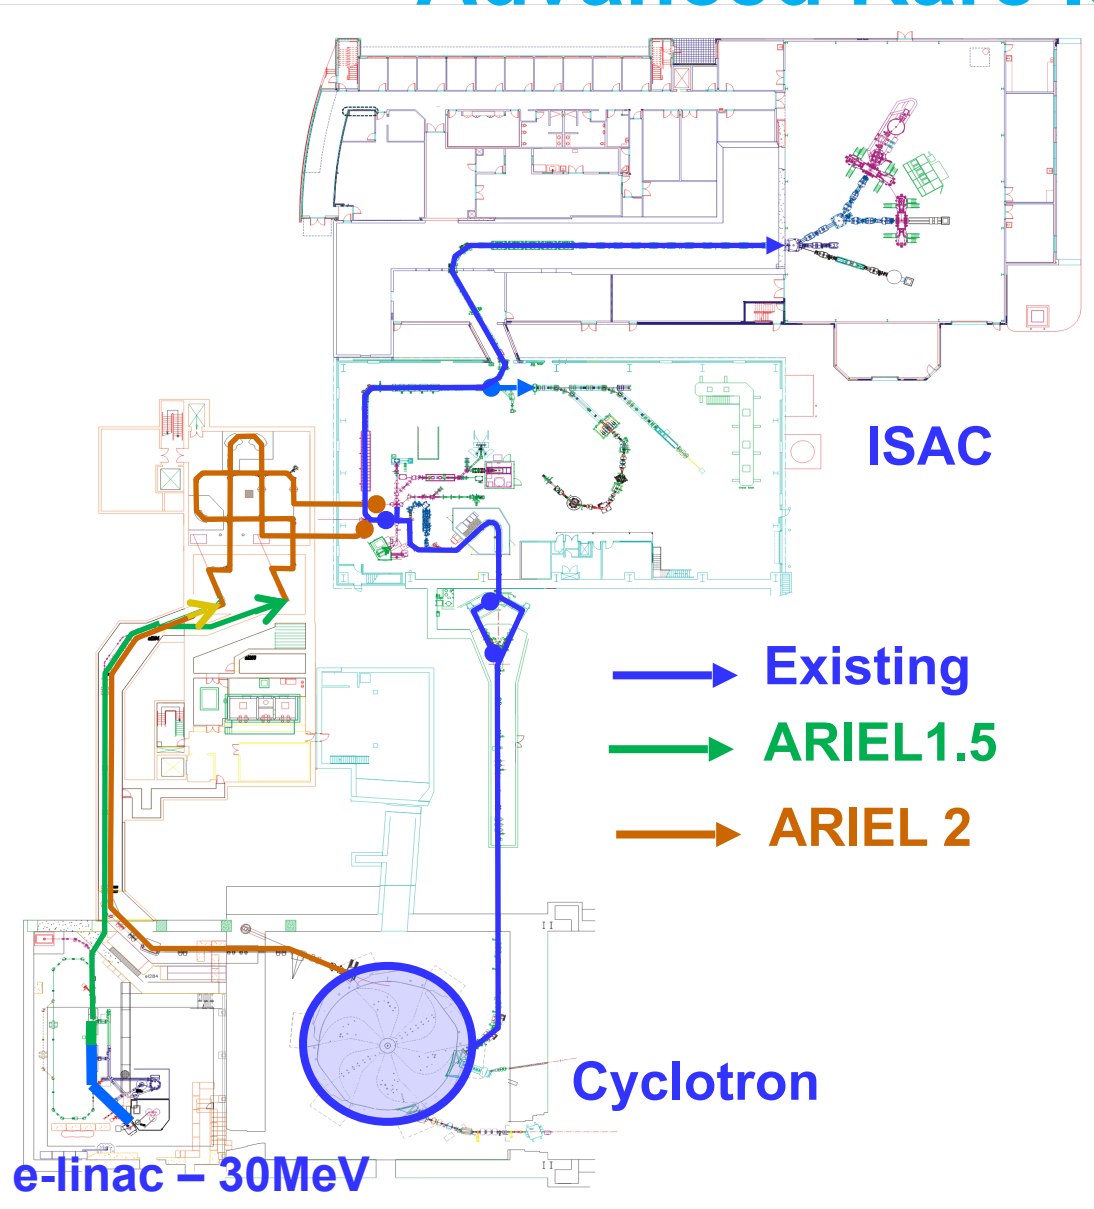 ISAC
Existing
ARIEL1.5
ARIEL 2
Cyclotron
e-linac – 30MeV